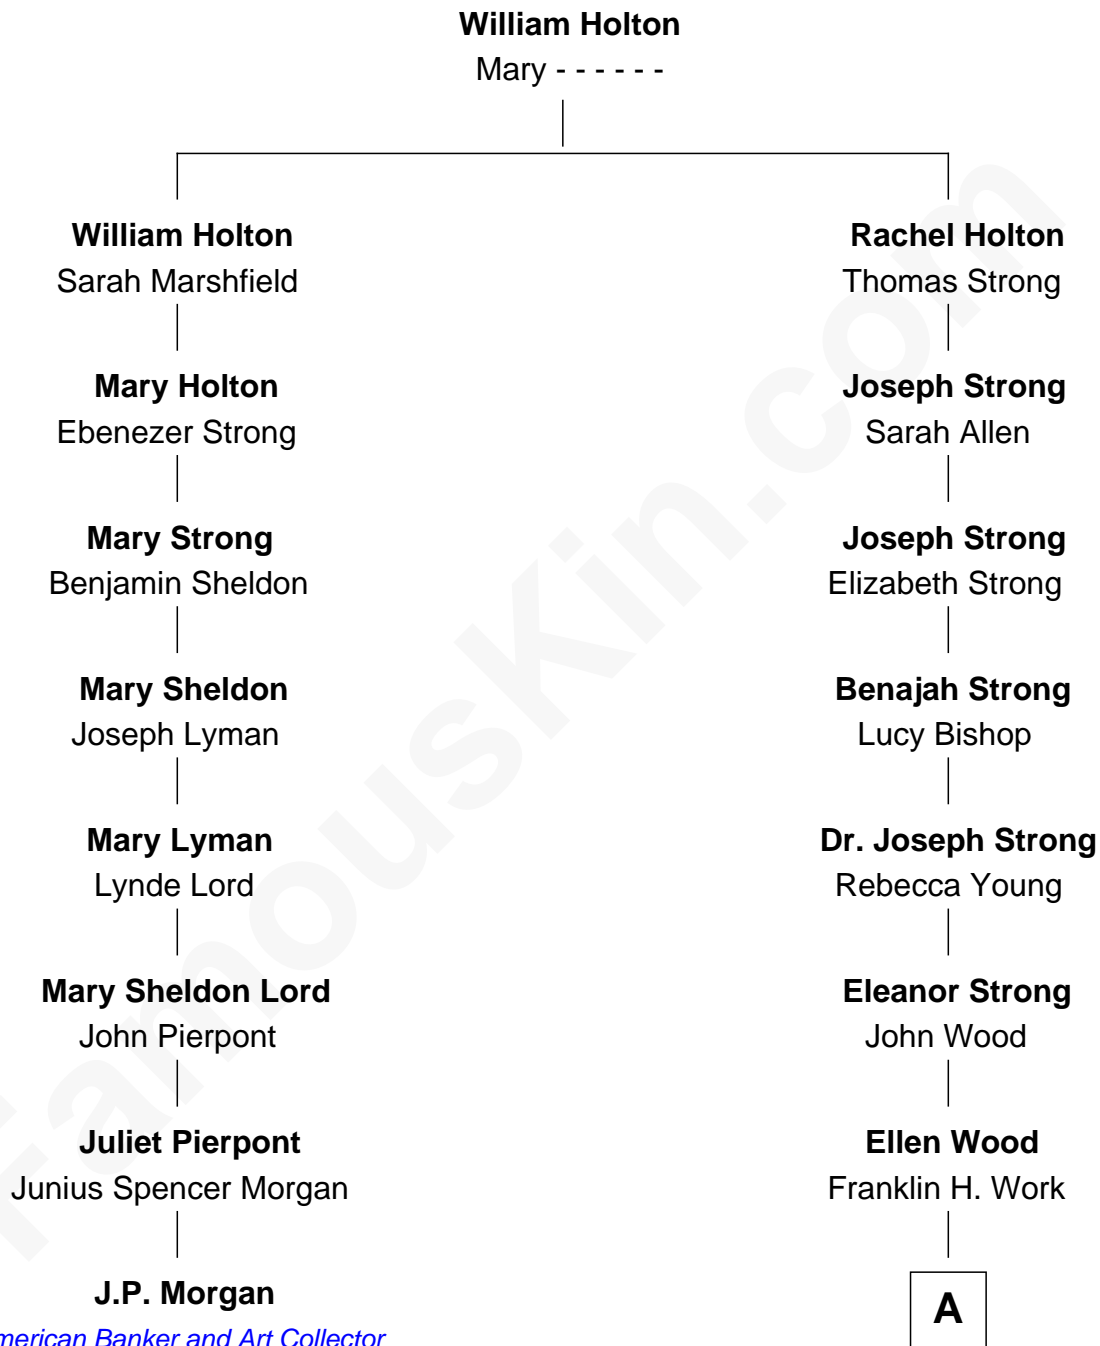 William Holton
Mary - - - - - -
William Holton
Sarah Marshfield
Rachel Holton
Thomas Strong
Mary Holton
Ebenezer Strong
Joseph Strong
Sarah Allen
Mary Strong
Benjamin Sheldon
Joseph Strong
Elizabeth Strong
Mary Sheldon
Joseph Lyman
Benajah Strong
Lucy Bishop
Mary Lyman
Lynde Lord
Dr. Joseph Strong
Rebecca Young
Mary Sheldon Lord
John Pierpont
Eleanor Strong
John Wood
Juliet Pierpont
Junius Spencer Morgan
Ellen Wood
Franklin H. Work
J.P. Morgan
merican Banker and Art Collector
A
FamousKin.com